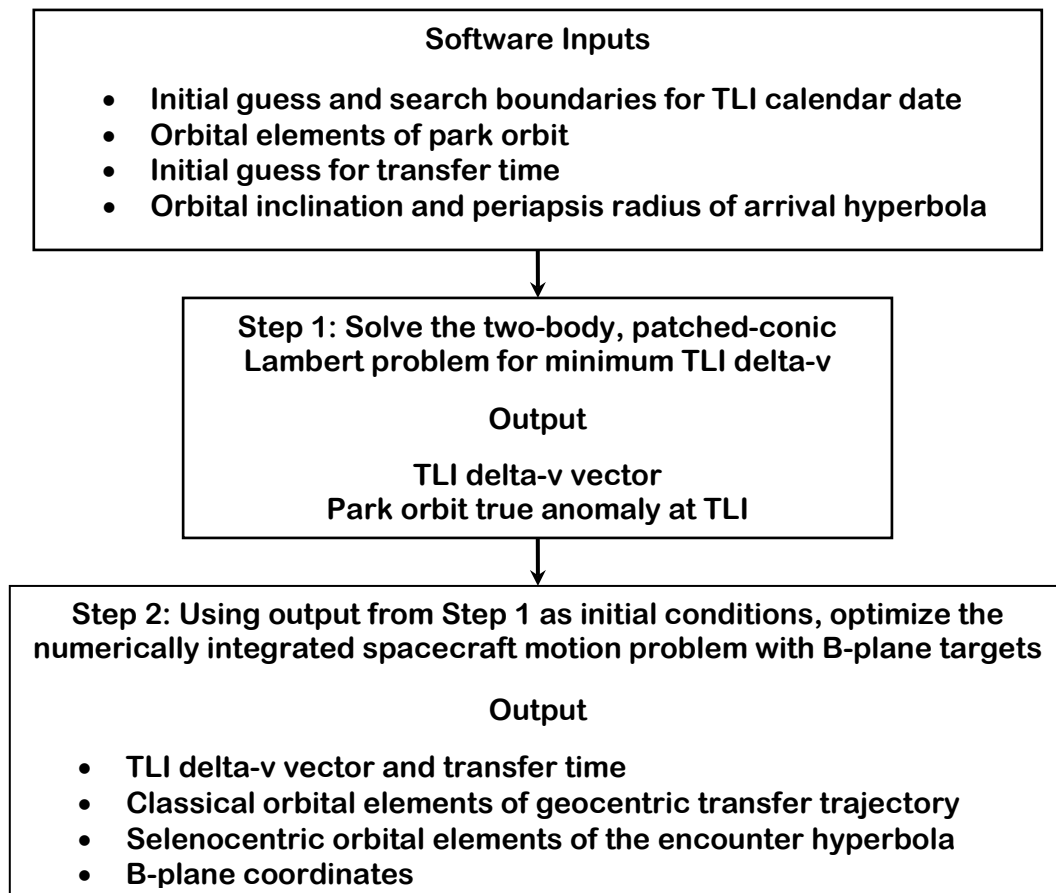 Software Inputs
• Initial guess and search boundaries for TLI calendar date
• Orbital elements of park orbit
• Initial guess for transfer time
• Orbital inclination and periapsis radius of arrival hyperbola
Step 1: Solve the two-body, patched-conic
Lambert problem for minimum TLI delta-v
Output
TLI delta-v vector
Park orbit true anomaly at TLI
Step 2: Using output from Step 1 as initial conditions, optimize the
numerically integrated spacecraft motion problem with B-plane targets
Output
• TLI delta-v vector and transfer time
• Classical orbital elements of geocentric transfer trajectory
• Selenocentric orbital elements of the encounter hyperbola
• B-plane coordinates